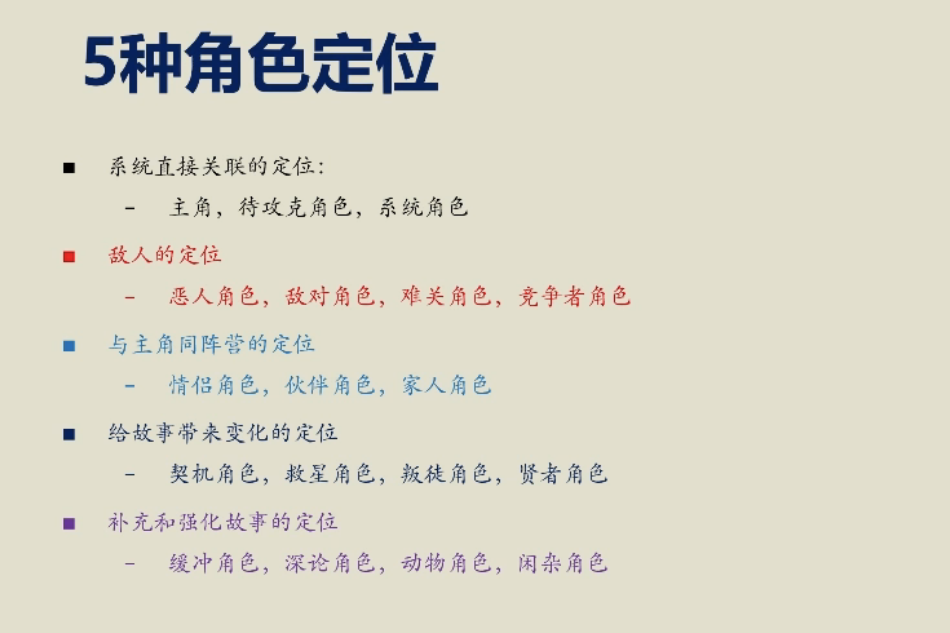 5种角色定位
系统直接关联的定位：
– 主角，待攻克角色，系统角色
敌人的定位
– 恶人角色，敌对角色，难关角色，竞争者角色
与主角同阵营的定位
– 情侣角色，伙伴角色，家人角色
给故事带来变化的定位
– 契机角色，救星角色，叛徒角色，贤者角色
补充和强化故事的定位
– 缓冲角色，深论角色，动物角色，闲杂角色